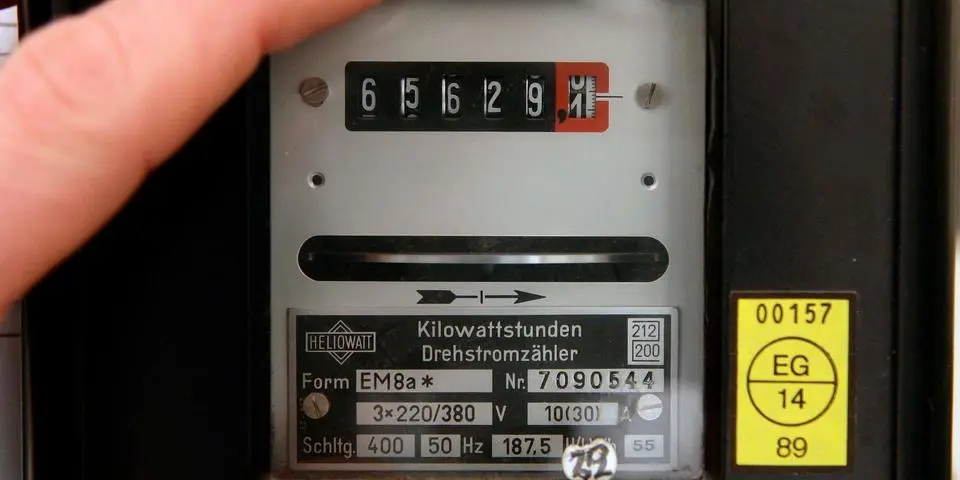 65629,1
Kilowattstunden
HELIOWATT
Drehstromzähler
212
200
Form EM8a* Nr. 7090544
3×220/380 V 10(30) A
Schltg. 400 50 Hz 187,5 55
79
00157
EG
14
89